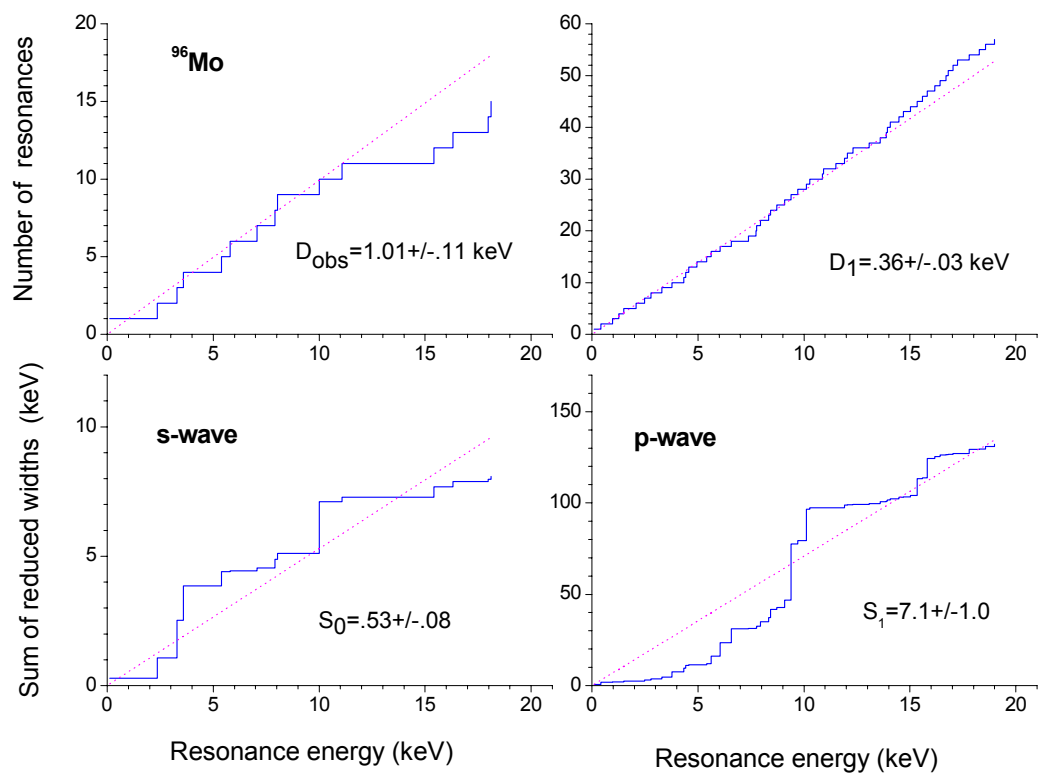 Number of resonances
20
15
10
5
0
⁹⁶Mo
D_obs=1.01+/-.11 keV
0 5 10 15 20
60
50
40
30
20
10
0
D₁=.36+/-.03 keV
0 5 10 15 20
Sum of reduced widths (keV)
10
5
0
s-wave
S₀=.53+/-.08
0 5 10 15 20
Resonance energy (keV)
150
100
50
0
p-wave
S₁=7.1+/-1.0
0 5 10 15 20
Resonance energy (keV)